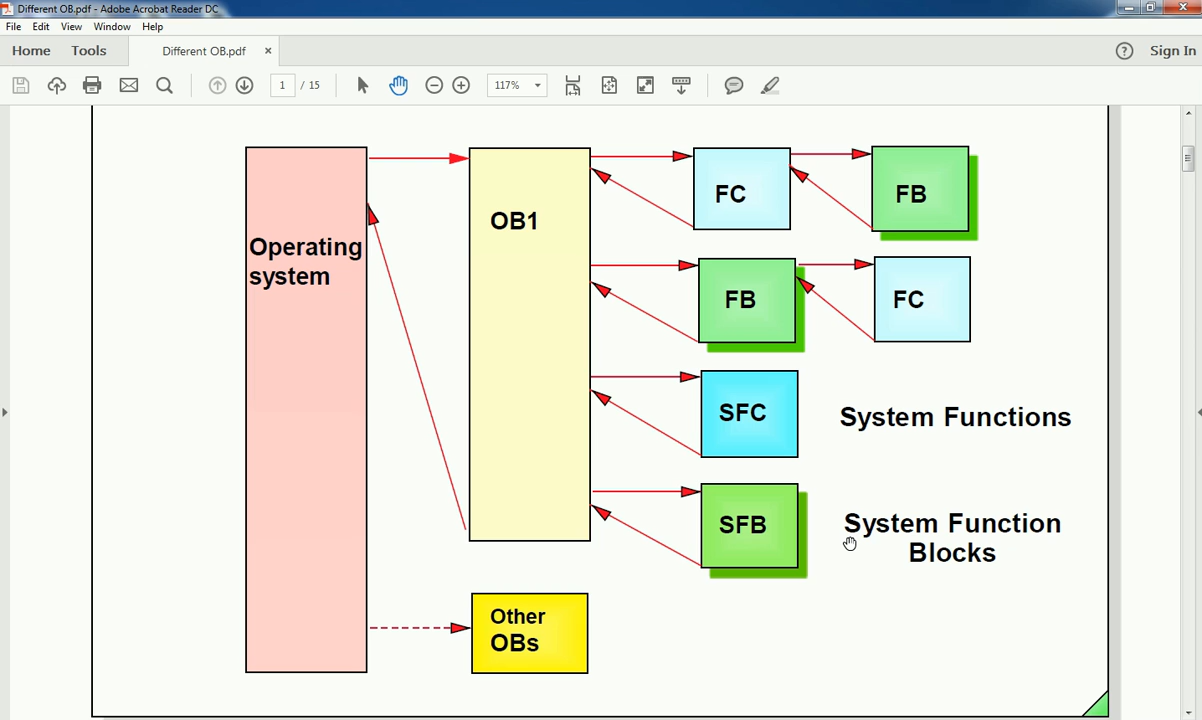 Different OB.pdf - Adobe Acrobat Reader DC
File Edit View Window Help
Home Tools Different OB.pdf × ? Sign In
1 / 15 117%
Operating
system
OB1
FC
FB
FB
FC
SFC
System Functions
SFB
System Function
Blocks
Other
OBs